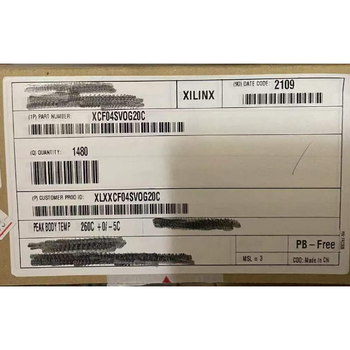 XILINX
(9D) DATE CODE: 2109
(1P) PART NUMBER: XCF04SVOG20C
(Q) QUANTITY: 1480
(P) CUSTOMER PROD ID: XLXXCF04SVOG20C
PEAK BODY TEMP 260C +0/-5C
MSL = 3
PB - Free
COO: Made in CN